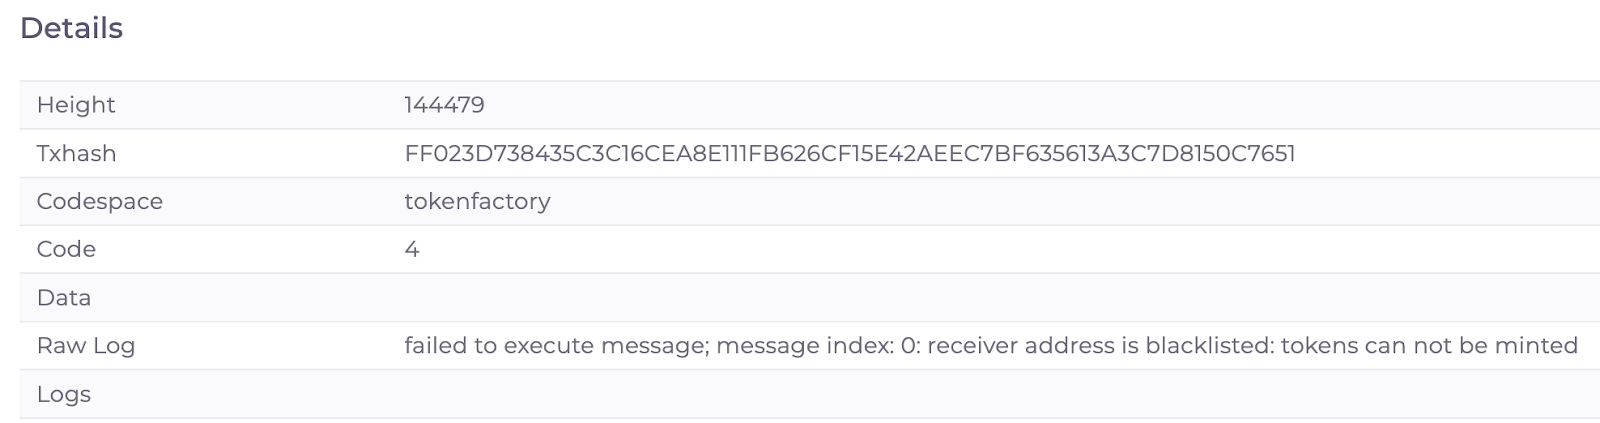 Details
Height 144479
Txhash FF023D738435C3C16CEA8E111FB626CF15E42AEEC7BF635613A3C7D8150C7651
Codespace tokenfactory
Code 4
Data
Raw Log failed to execute message; message index: 0: receiver address is blacklisted: tokens can not be minted
Logs